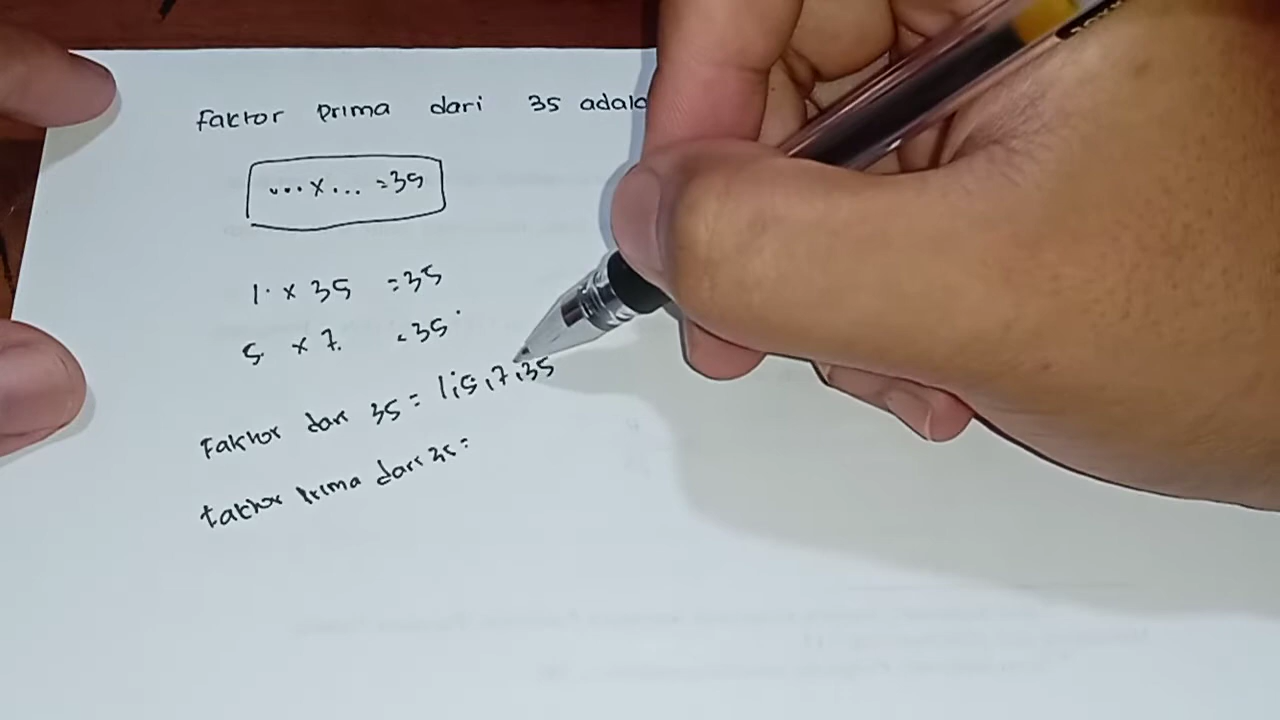 Faktor Prima dari 35 adala
...x... =35
1 x 35 =35
5 x 7 =35
Faktor dari 35 = 1,5,7,35
faktor Prima dari 35 =